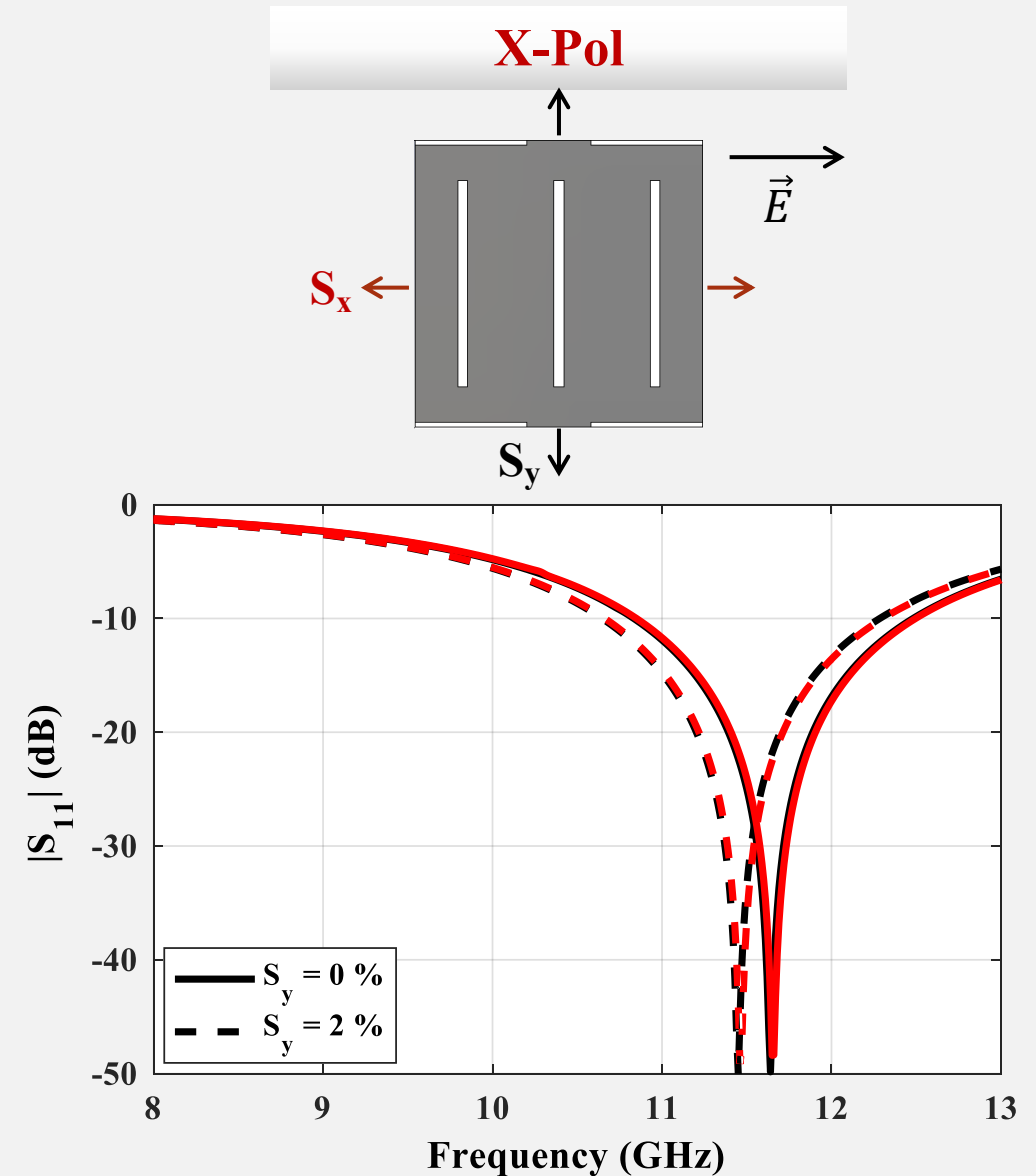 X-Pol
E⃗
Sx
Sy
0
-10
-20
-30
-40
-50
|S11| (dB)
Sy = 0 %
Sy = 2 %
8 9 10 11 12 13
Frequency (GHz)